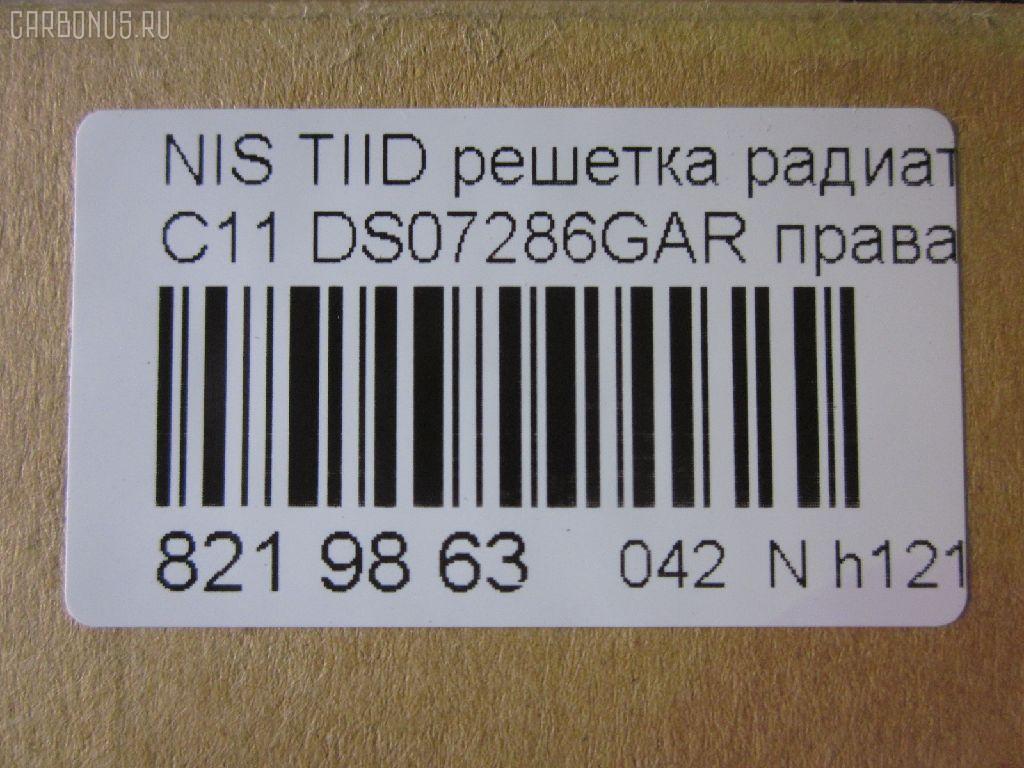 CARBONUS.RU
NIS TIID решетка радиат
C11 DS07286GAR права
821 98 63 042 N h121